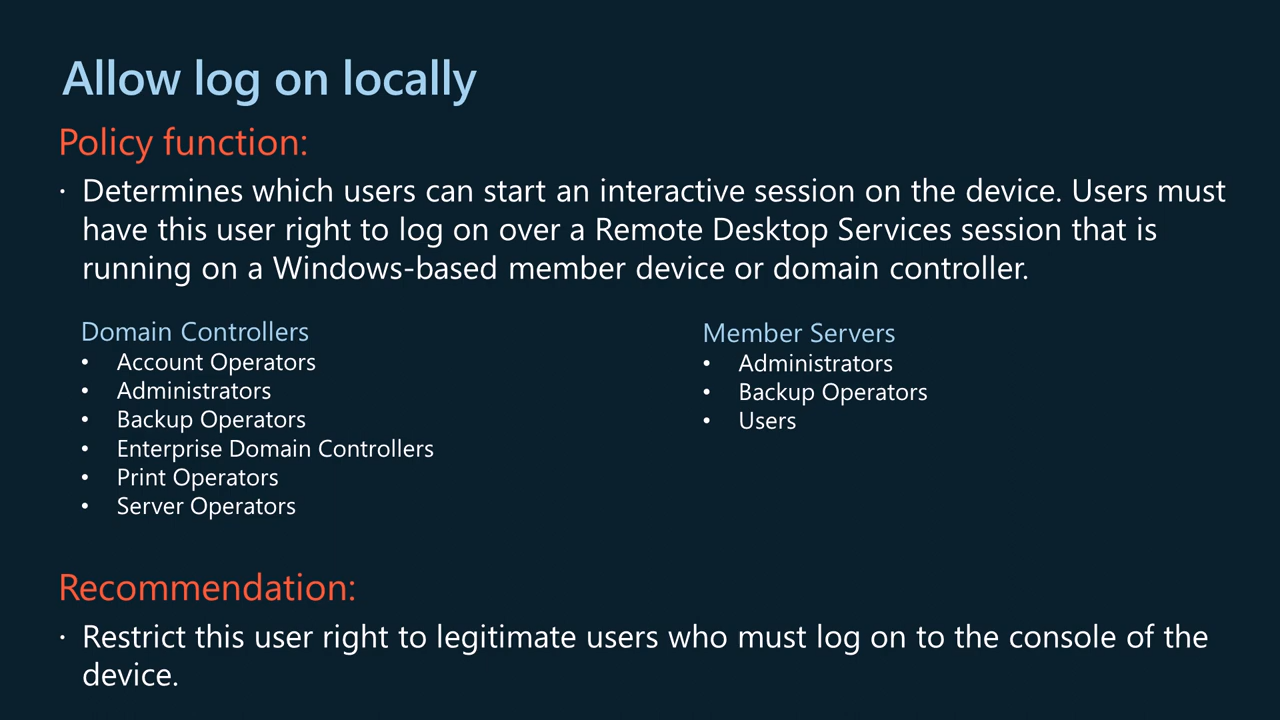 Allow log on locally
Policy function:
· Determines which users can start an interactive session on the device. Users must
have this user right to log on over a Remote Desktop Services session that is
running on a Windows-based member device or domain controller.
Domain Controllers
• Account Operators
• Administrators
• Backup Operators
• Enterprise Domain Controllers
• Print Operators
• Server Operators
Member Servers
• Administrators
• Backup Operators
• Users
Recommendation:
· Restrict this user right to legitimate users who must log on to the console of the
device.